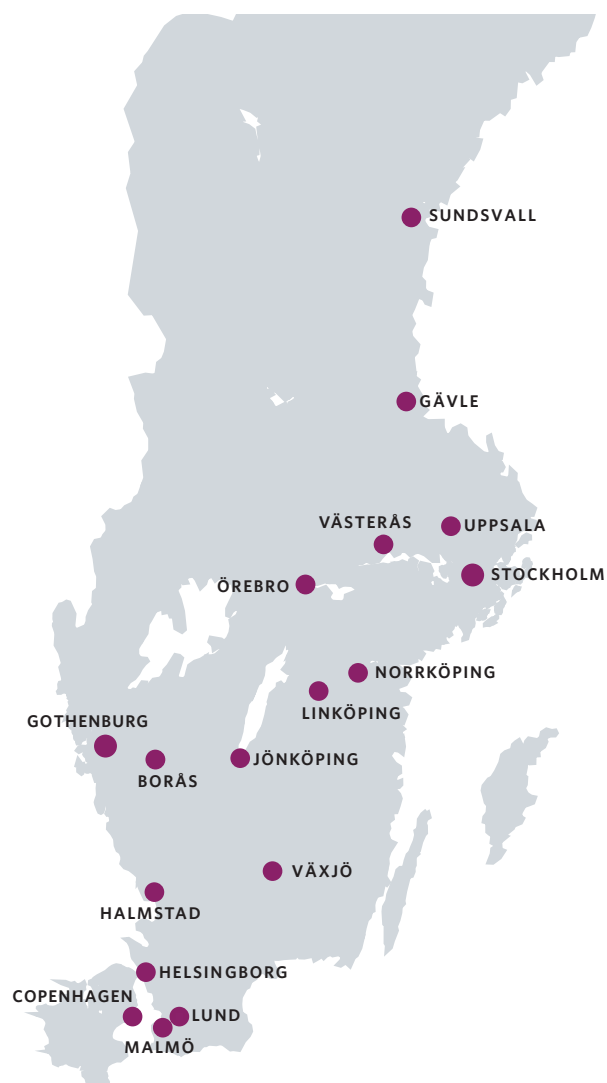 SUNDSVALL
GÄVLE
VÄSTERÅS
UPPSALA
STOCKHOLM
ÖREBRO
NORRKÖPING
LINKÖPING
GOTHENBURG
JÖNKÖPING
BORÅS
VÄXJÖ
HALMSTAD
HELSINGBORG
COPENHAGEN
LUND
MALMÖ